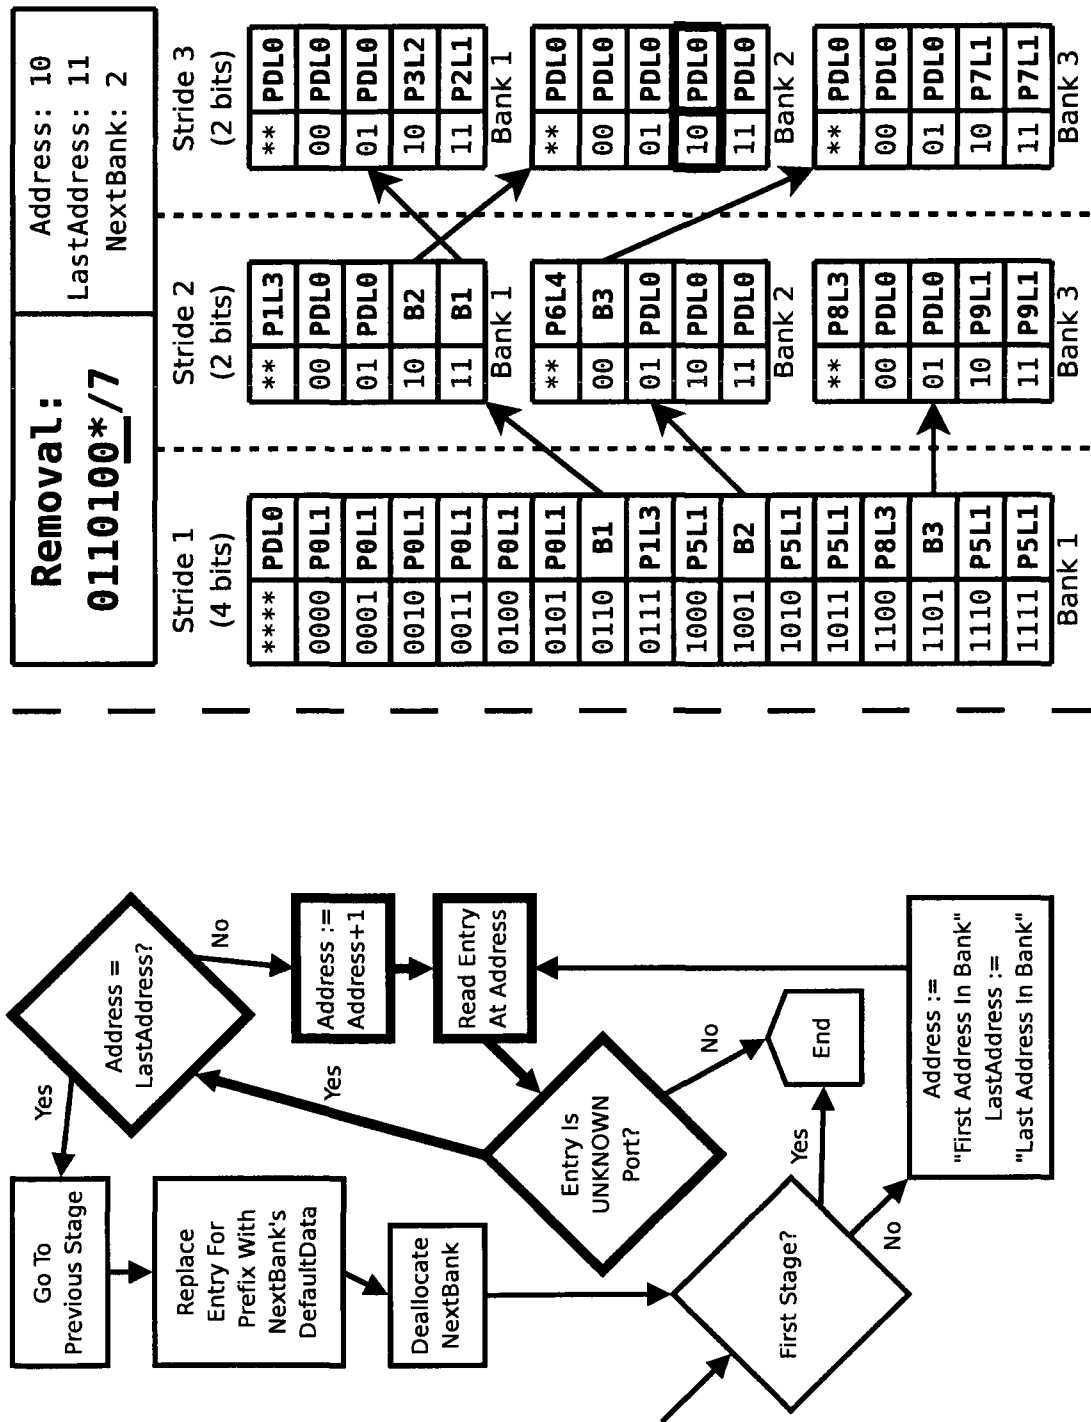 Go To
Previous Stage
Yes
Address =
LastAddress?
No
Replace
Entry For
Prefix With
NextBank's
DefaultData
Yes
Address :=
Address+1
Deallocate
NextBank
Read Entry
At Address
Entry Is
UNKNOWN
Port?
No
First Stage?
Yes
End
No
Address :=
"First Address In Bank"
LastAddress :=
"Last Address In Bank"
Removal:
0110100*/7
Address: 10
LastAddress: 11
NextBank: 2
Stride 1
(4 bits)
**** PDL0
0000 P0L1
0001 P0L1
0010 P0L1
0011 P0L1
0100 P0L1
0101 P0L1
0110 B1
0111 P1L3
1000 P5L1
1001 B2
1010 P5L1
1011 P5L1
1100 P8L3
1101 B3
1110 P5L1
1111 P5L1
Bank 1
Stride 2
(2 bits)
** P1L3
00 PDL0
01 PDL0
10 B2
11 B1
Bank 1
** P6L4
00 B3
01 PDL0
10 PDL0
11 PDL0
Bank 2
** P8L3
00 PDL0
01 PDL0
10 P9L1
11 P9L1
Bank 3
Stride 3
(2 bits)
** PDL0
00 PDL0
01 PDL0
10 P3L2
11 P2L1
Bank 1
** PDL0
00 PDL0
01 PDL0
10 PDL0
11 PDL0
Bank 2
** PDL0
00 PDL0
01 PDL0
10 P7L1
11 P7L1
Bank 3